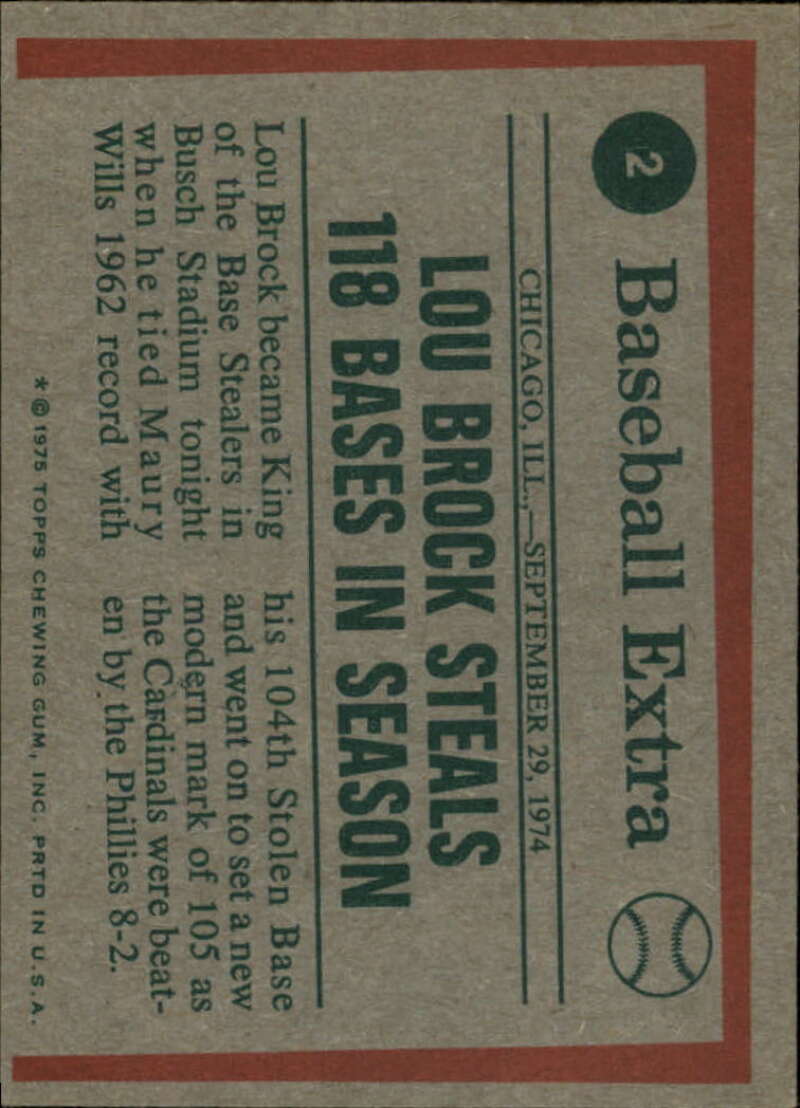 2 Baseball Extra
CHICAGO, ILL.,—SEPTEMBER 29, 1974
LOU BROCK STEALS
118 BASES IN SEASON
Lou Brock became King
of the Base Stealers in
Busch Stadium tonight
when he tied Maury
Wills 1962 record with
his 104th Stolen Base
and went on to set a new
modern mark of 105 as
the Cardinals were beat-
en by the Phillies 8-2.
* © 1975 TOPPS CHEWING GUM, INC. PRTD IN U.S.A.